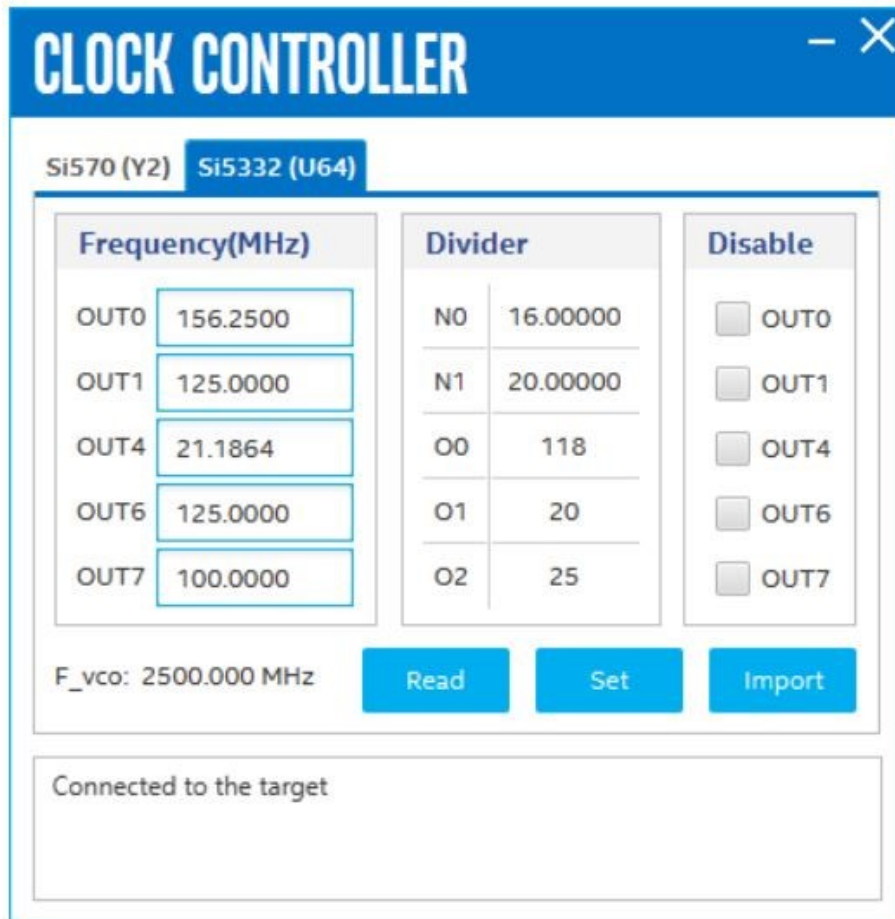 CLOCK CONTROLLER
Si570 (Y2) Si5332 (U64)
Frequency(MHz) Divider Disable
OUT0 156.2500 N0 16.00000 OUT0
OUT1 125.0000 N1 20.00000 OUT1
OUT4 21.1864 O0 118 OUT4
OUT6 125.0000 O1 20 OUT6
OUT7 100.0000 O2 25 OUT7
F_vco: 2500.000 MHz Read Set Import
Connected to the target